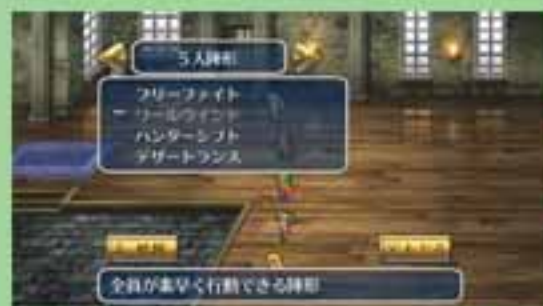 5人陣形
フリーファイト
ワールウインド
ハンターシフト
デザートランス
全員が素早く行動できる陣形